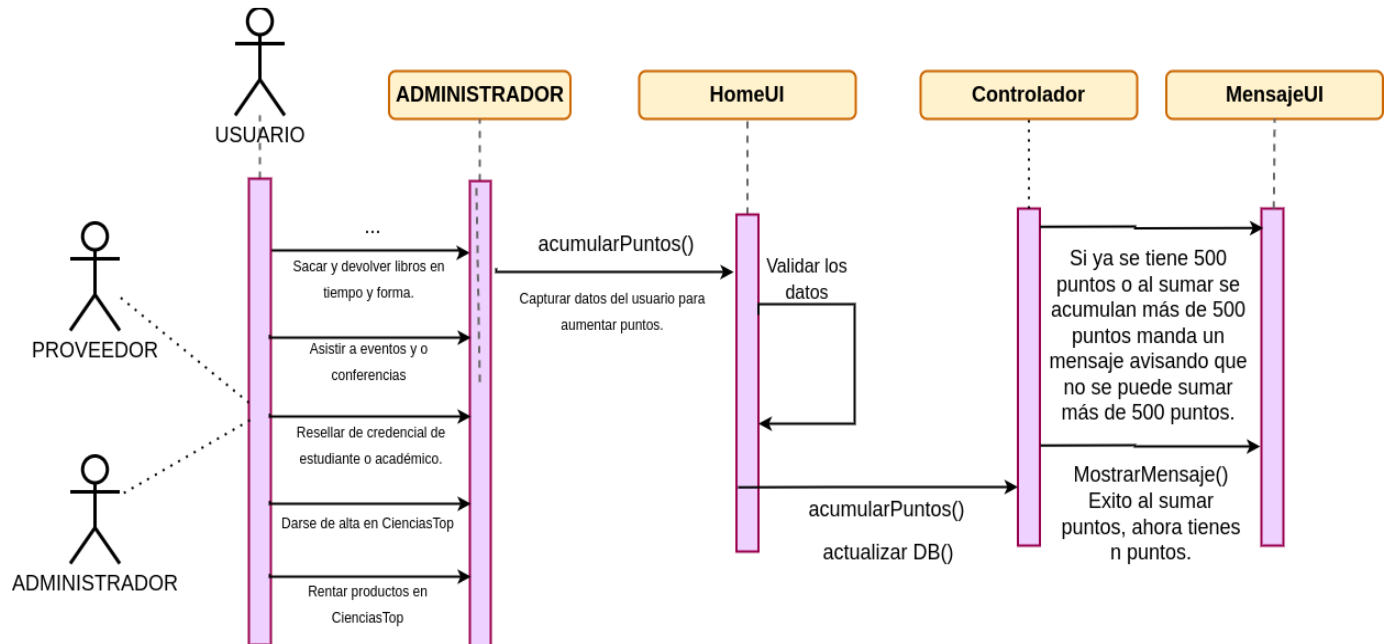 USUARIO
ADMINISTRADOR
HomeUI
Controlador
MensajeUI
PROVEEDOR
ADMINISTRADOR
...
Sacar y devolver libros en
tiempo y forma.
Asistir a eventos y o
conferencias
Resellar de credencial de
estudiante o académico.
Darse de alta en CienciasTop
Rentar productos en
CienciasTop
acumularPuntos()
Capturar datos del usuario para
aumentar puntos.
Validar los
datos
acumularPuntos()
actualizar DB()
Si ya se tiene 500
puntos o al sumar se
acumulan más de 500
puntos manda un
mensaje avisando que
no se puede sumar
más de 500 puntos.
MostrarMensaje()
Exito al sumar
puntos, ahora tienes
n puntos.